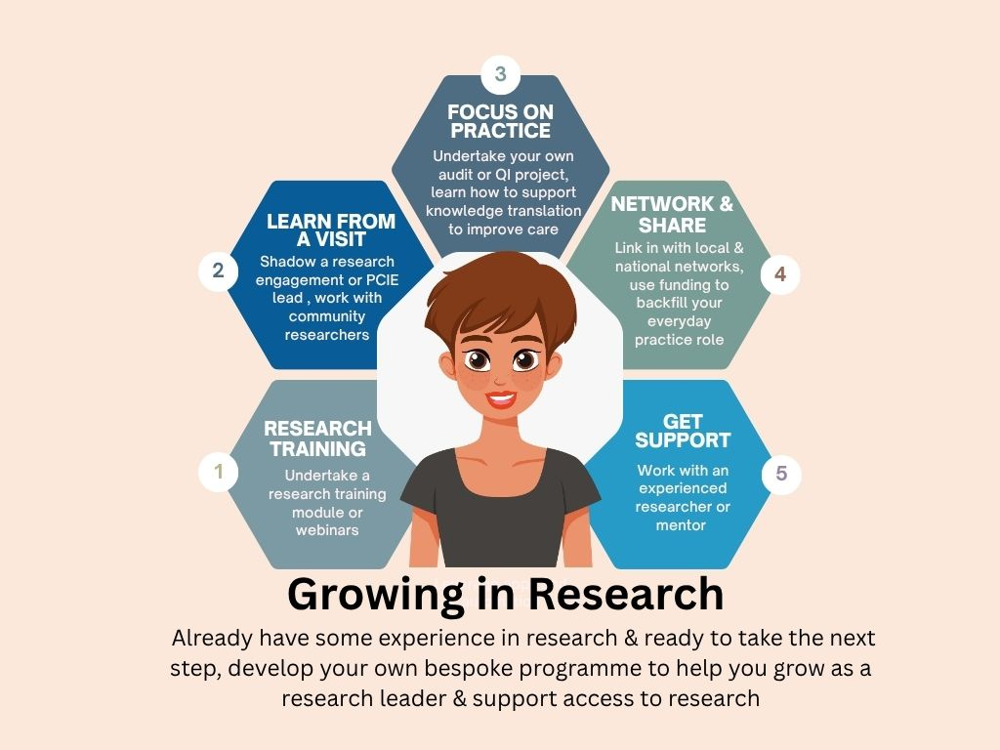 3
FOCUS ON
PRACTICE
Undertake your own
audit or QI project,
learn how to support
knowledge translation
to improve care
2
LEARN FROM
A VISIT
Shadow a research
engagement or PCIE
lead , work with
community
researchers
NETWORK &
SHARE
Link in with local &
national networks,
use funding to
backfill your
everyday
practice role
4
1
RESEARCH
TRAINING
Undertake a
research training
module or
webinars
GET
SUPPORT
Work with an
experienced
researcher or
mentor
5
Growing in Research
Already have some experience in research & ready to take the next
step, develop your own bespoke programme to help you grow as a
research leader & support access to research